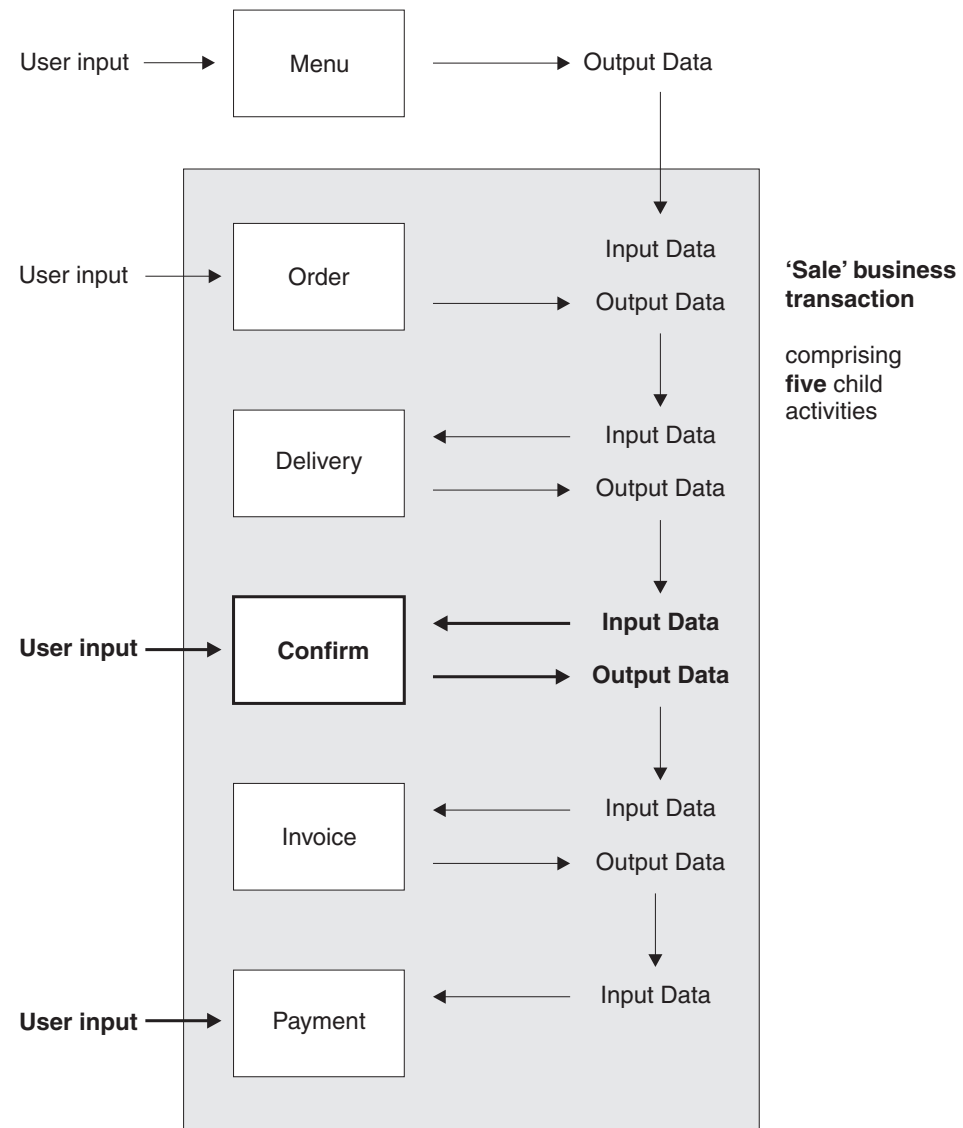 User input
Menu
Output Data
Input Data
User input
Order
Output Data
'Sale' business
transaction
comprising
five child
activities
Input Data
Delivery
Output Data
Input Data
User input
Confirm
Output Data
Input Data
Invoice
Output Data
Input Data
User input
Payment